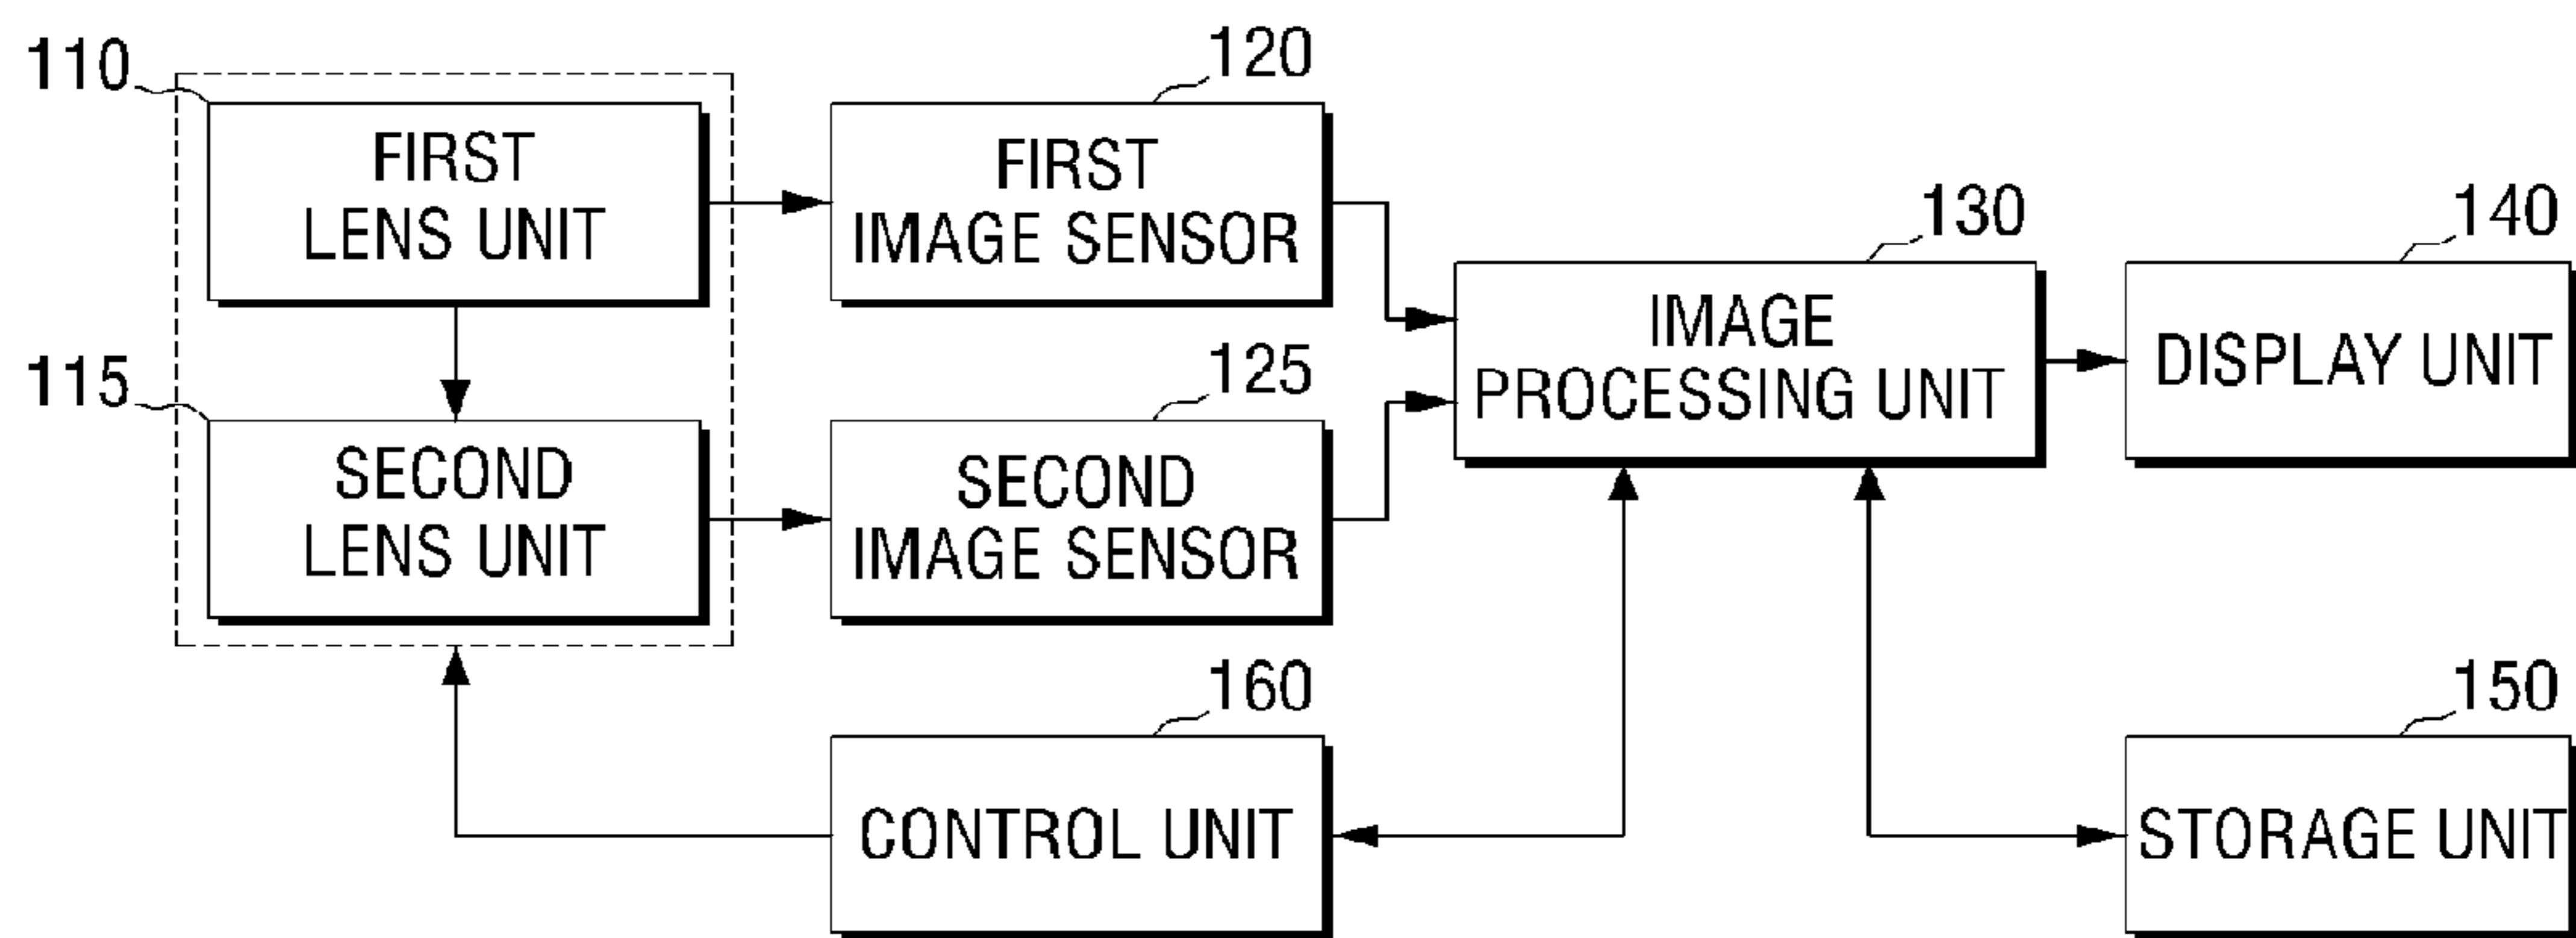 110
120
FIRST
LENS UNIT
FIRST
IMAGE SENSOR
130
140
IMAGE
PROCESSING UNIT
DISPLAY UNIT
115
125
SECOND
LENS UNIT
SECOND
IMAGE SENSOR
160
150
CONTROL UNIT
STORAGE UNIT